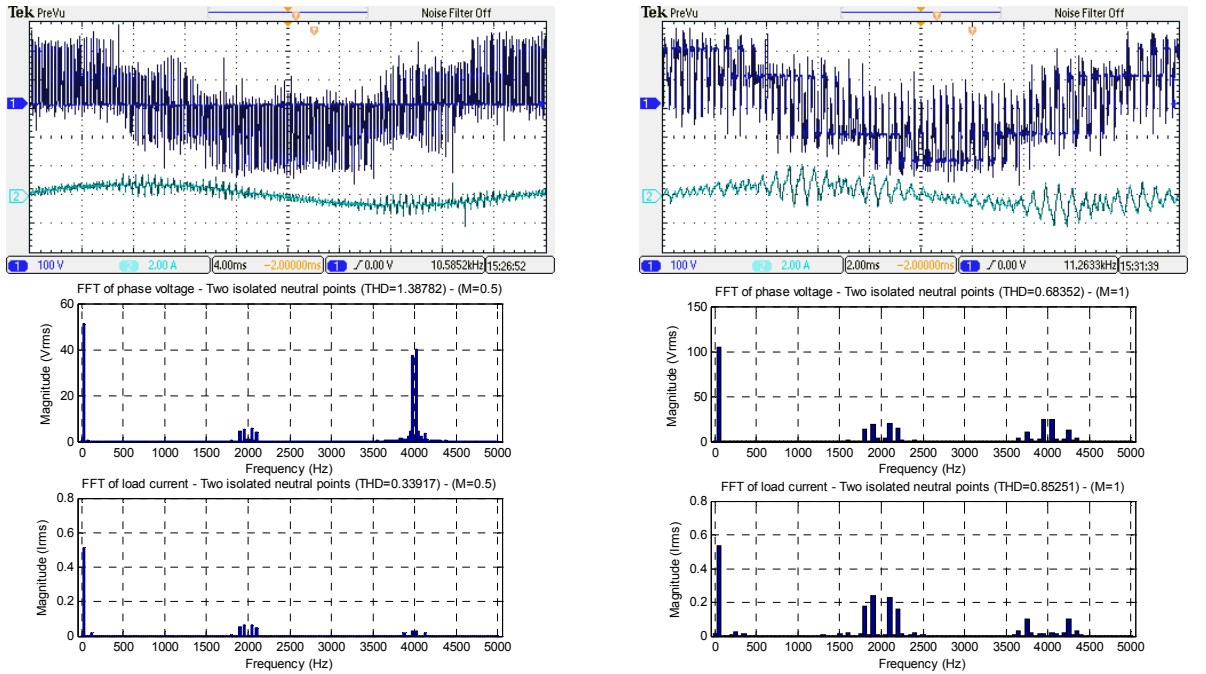 Tek PreVu Noise Filter Off
T
T
1
2
1 100 V 2 2.00 A 4.00ms -2.00000ms 1 ∫ 0.00 V 10.5852kHz 15:26:52
FFT of phase voltage - Two isolated neutral points (THD=1.38782) - (M=0.5)
Magnitude (Vrms)
60
40
20
0
0 500 1000 1500 2000 2500 3000 3500 4000 4500 5000
Frequency (Hz)
FFT of load current - Two isolated neutral points (THD=0.33917) - (M=0.5)
Magnitude (Irms)
0.8
0.6
0.4
0.2
0
0 500 1000 1500 2000 2500 3000 3500 4000 4500 5000
Frequency (Hz)
Tek PreVu Noise Filter Off
T
T
1
2
1 100 V 2 2.00 A 2.00ms -2.00000ms 1 ∫ 0.00 V 11.2633kHz 15:31:39
FFT of phase voltage - Two isolated neutral points (THD=0.68352) - (M=1)
Magnitude (Vrms)
150
100
50
0
0 500 1000 1500 2000 2500 3000 3500 4000 4500 5000
Frequency (Hz)
FFT of load current - Two isolated neutral points (THD=0.85251) - (M=1)
Magnitude (Irms)
0.8
0.6
0.4
0.2
0
0 500 1000 1500 2000 2500 3000 3500 4000 4500 5000
Frequency (Hz)